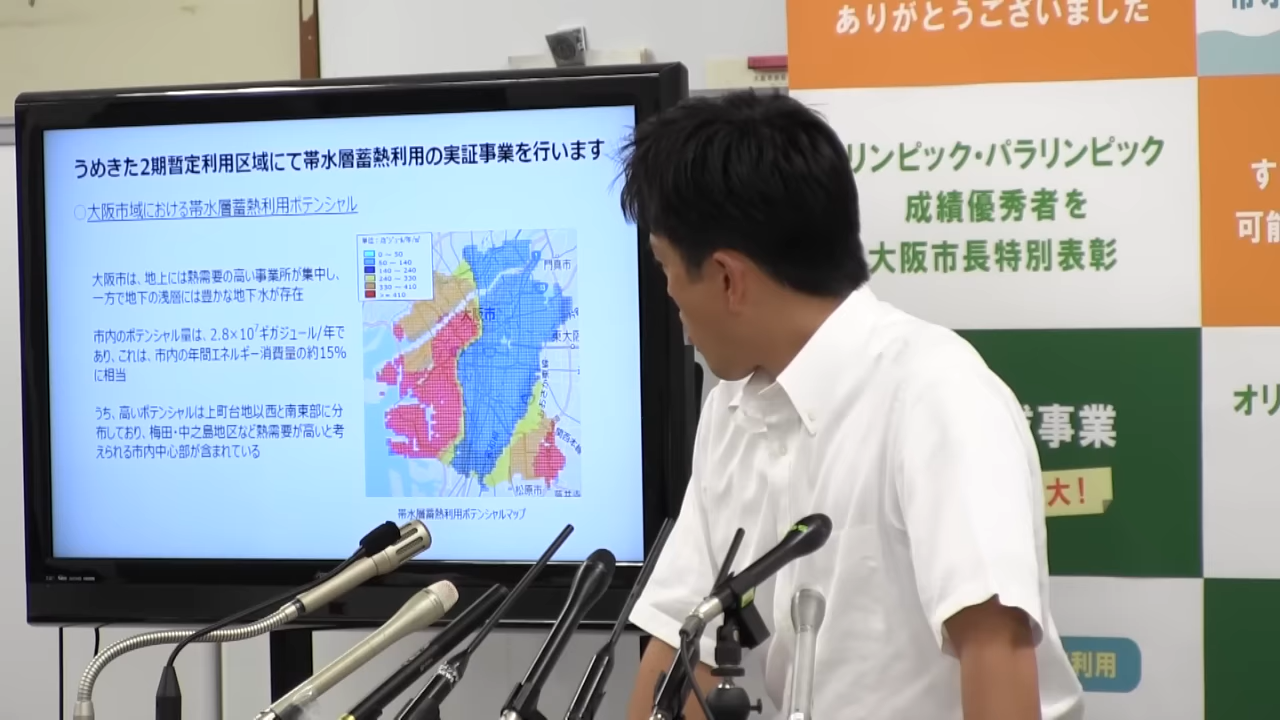 うめきた2期暫定利用区域にて帯水層蓄熱利用の実証事業を行います
○大阪市域における帯水層蓄熱利用ポテンシャル
大阪市は、地上には熱需要の高い事業所が集中し、
一方で地下の浅層には豊かな地下水が存在
市内のポテンシャル量は、2.8×10⁷ギガジュール/年で
あり、これは、市内の年間エネルギー消費量の約15%
に相当
うち、高いポテンシャルは上町台地以西と南東部に分
布しており、梅田・中之島地区など熱需要が高いと考
えられる市内中心部が含まれている
0 ― 50
50 ― 140
140 ― 240
240 ― 330
330 ― 410
>= 410
門真市
大阪市
東大阪
松原市
帯水層蓄熱利用ポテンシャルマップ
ありがとうございました
リンピック・パラリンピック
成績優秀者を
大阪市長特別表彰
す
可能
オリ
事業
大!
利用